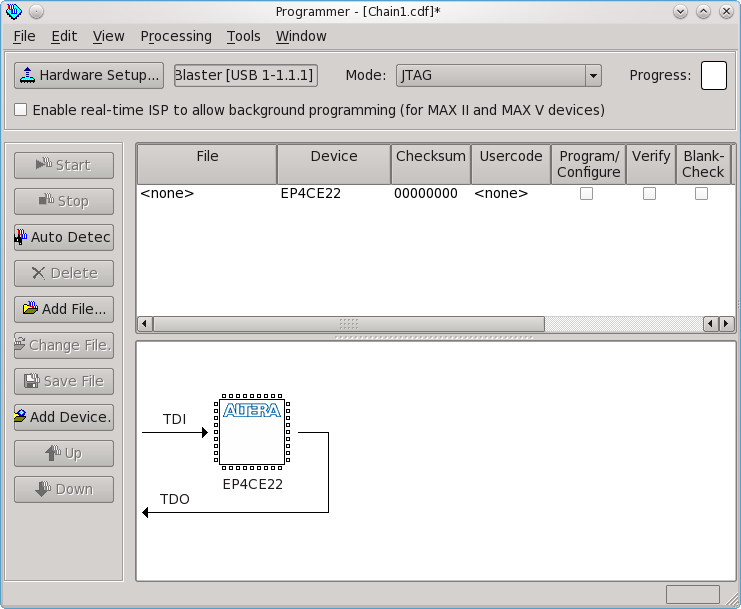 Programmer - [Chain1.cdf]*
File Edit View Processing Tools Window
Hardware Setup... Blaster [USB 1-1.1.1] Mode: JTAG Progress:
Enable real-time ISP to allow background programming (for MAX II and MAX V devices)
Start
Stop
Auto Detec
Delete
Add File...
Change File.
Save File
Add Device.
Up
Down
File Device Checksum Usercode Program/ Verify Blank-
Configure Check
<none> EP4CE22 00000000 <none>
ALTERA
TDI
EP4CE22
TDO